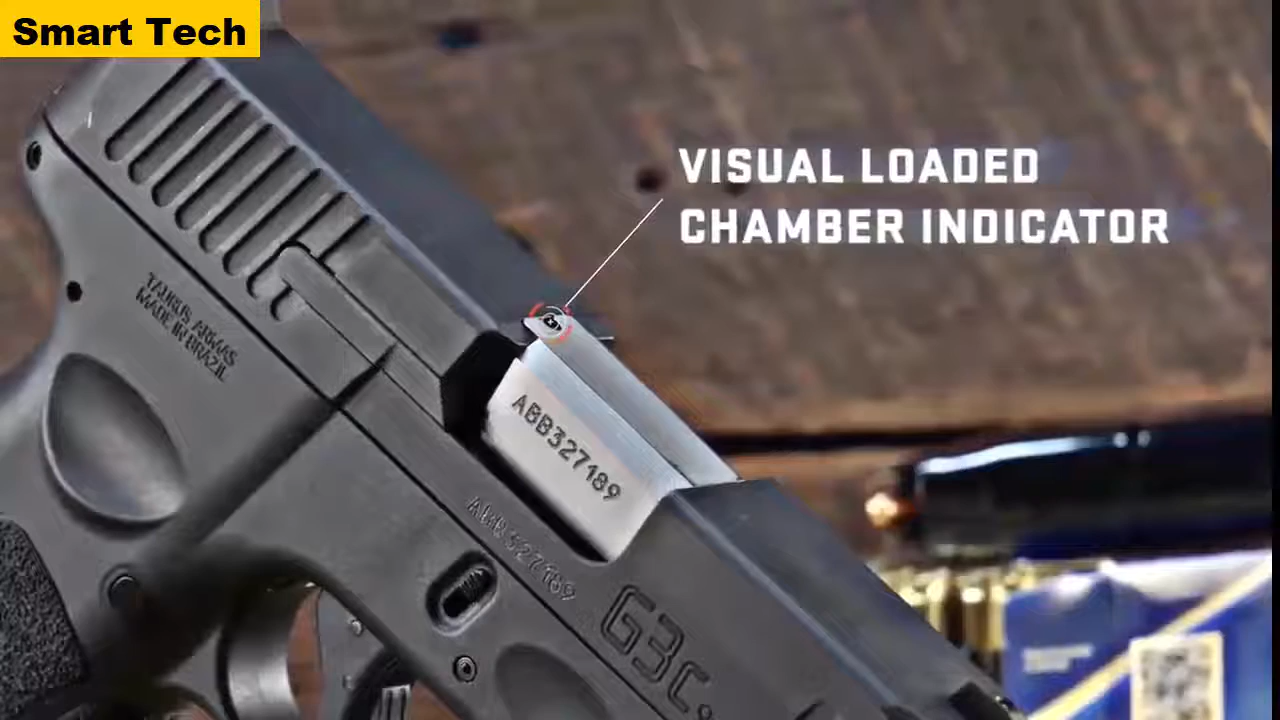 Smart Tech
VISUAL LOADED
CHAMBER INDICATOR
TAURUS ARMAS
MADE IN BRAZIL
ABB327189
ABB327189
G3c.